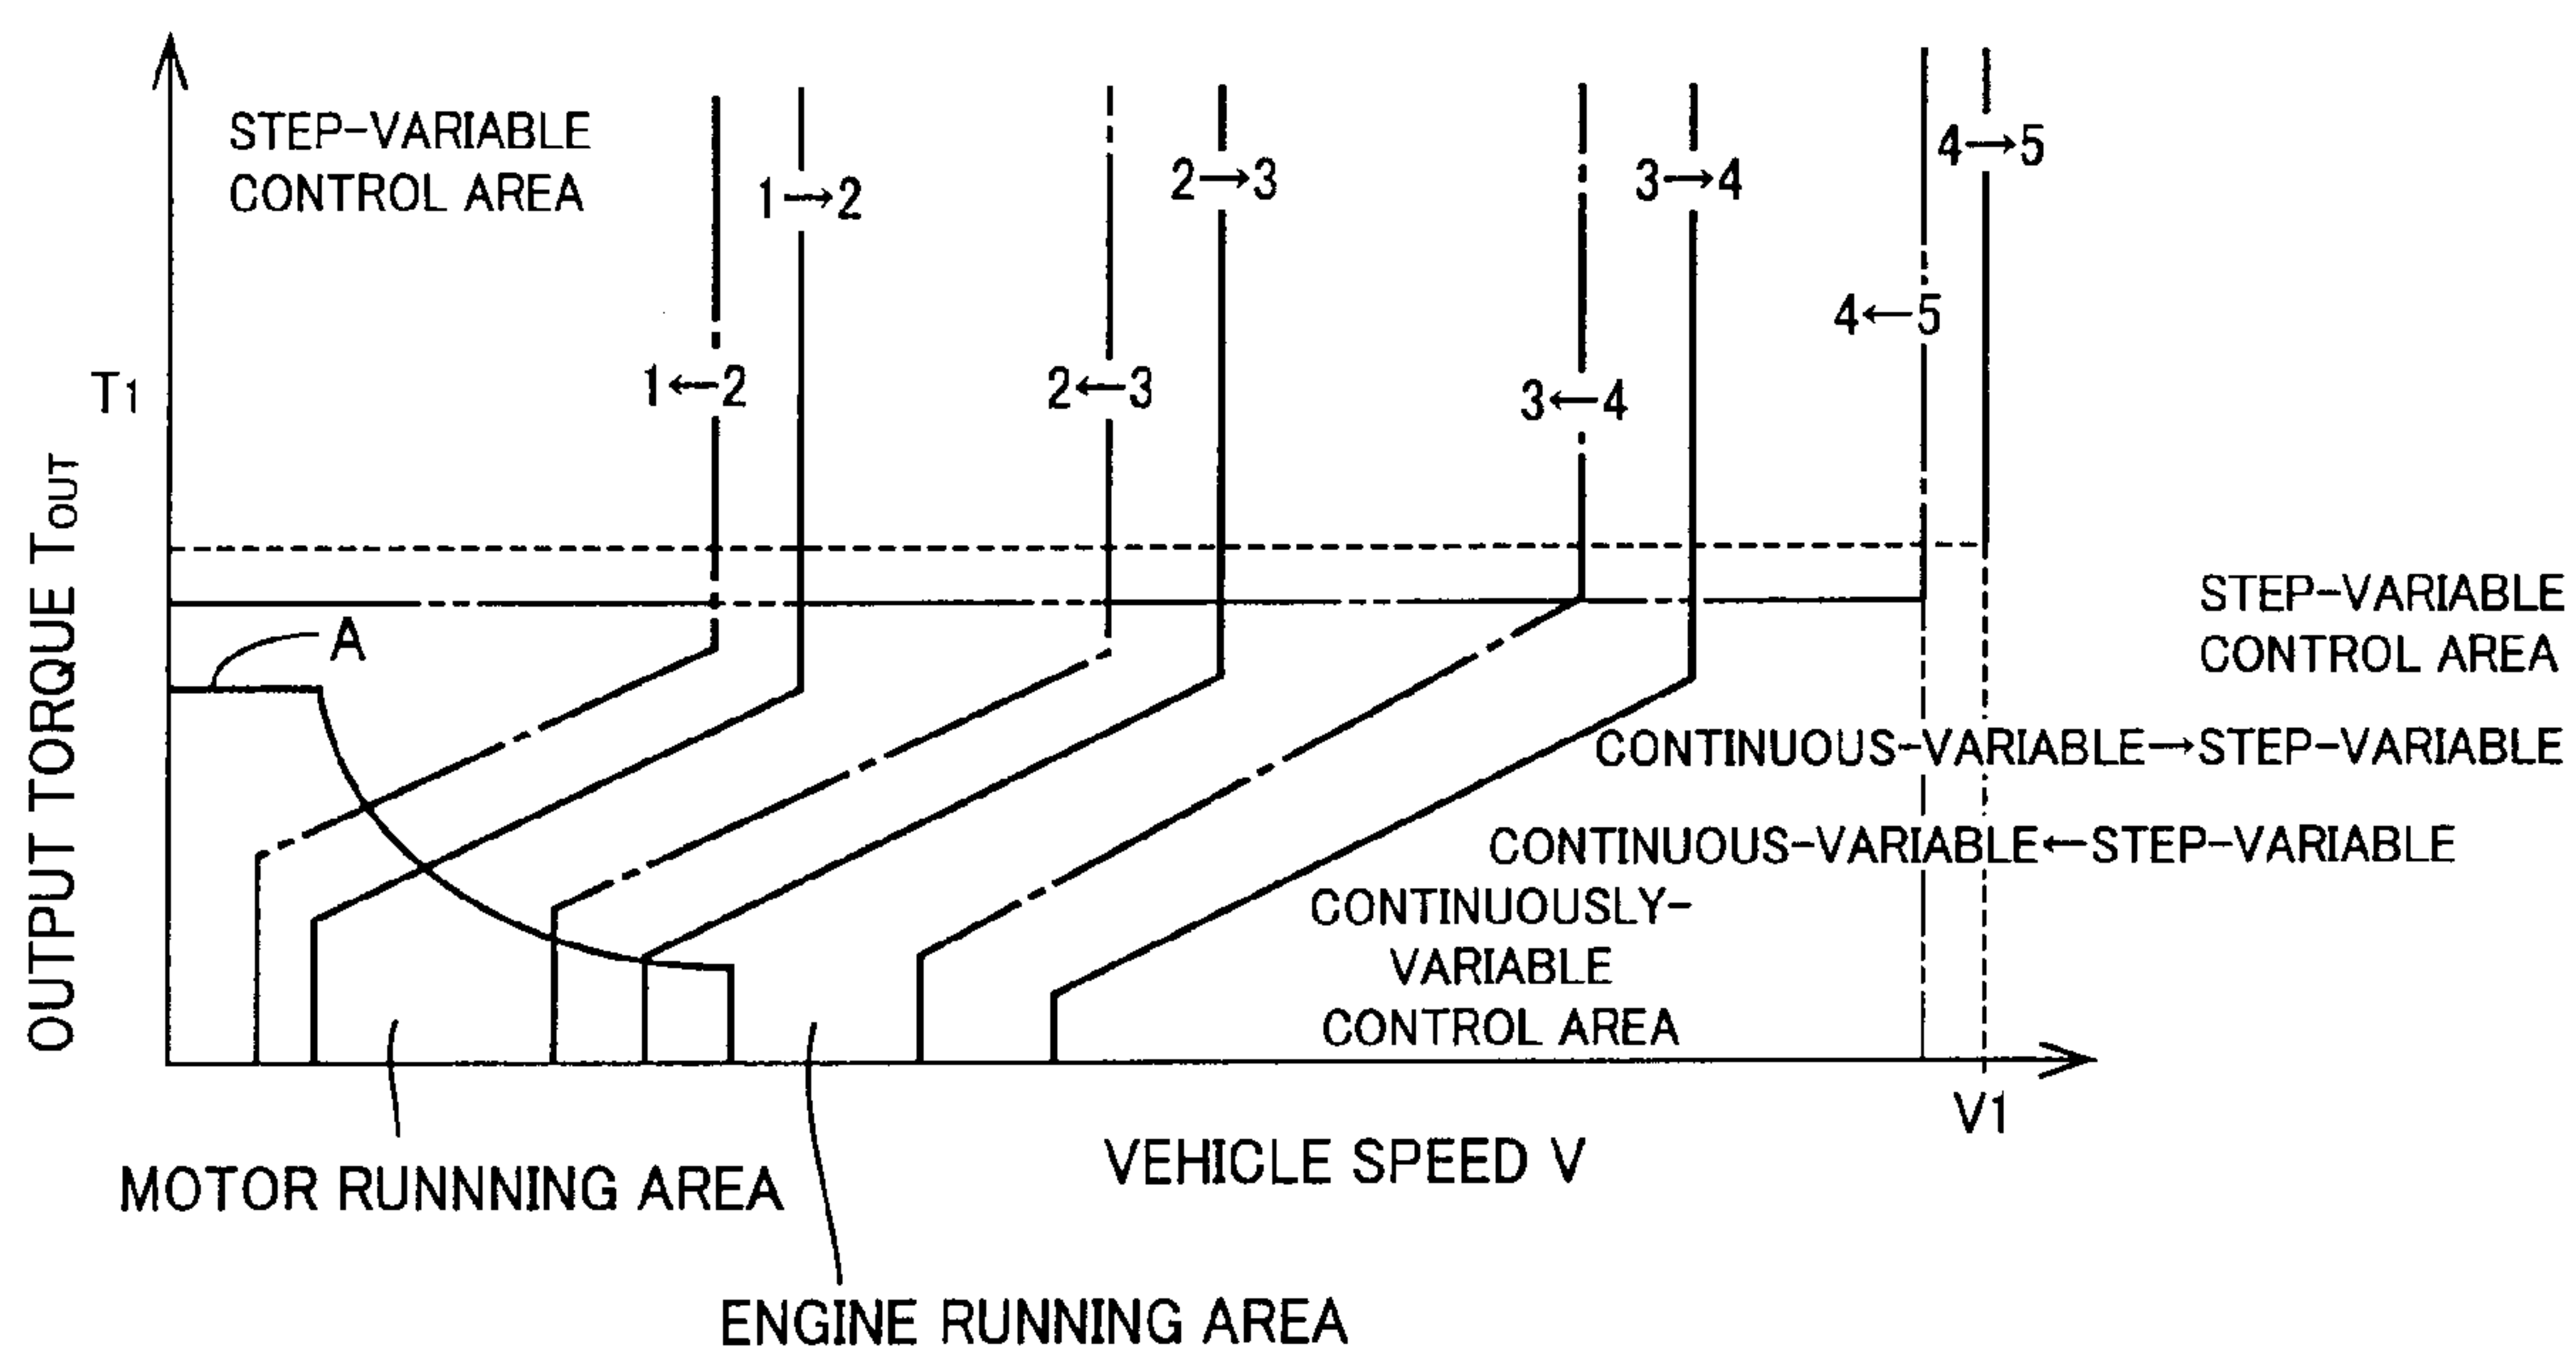 STEP-VARIABLE
CONTROL AREA
1→2
2→3
3→4
4→5
4←5
1←2
2←3
3←4
T1
OUTPUT TORQUE TOUT
A
STEP-VARIABLE
CONTROL AREA
CONTINUOUS-VARIABLE→STEP-VARIABLE
CONTINUOUS-VARIABLE←STEP-VARIABLE
CONTINUOUSLY-
VARIABLE
CONTROL AREA
V1
VEHICLE SPEED V
MOTOR RUNNNING AREA
ENGINE RUNNING AREA